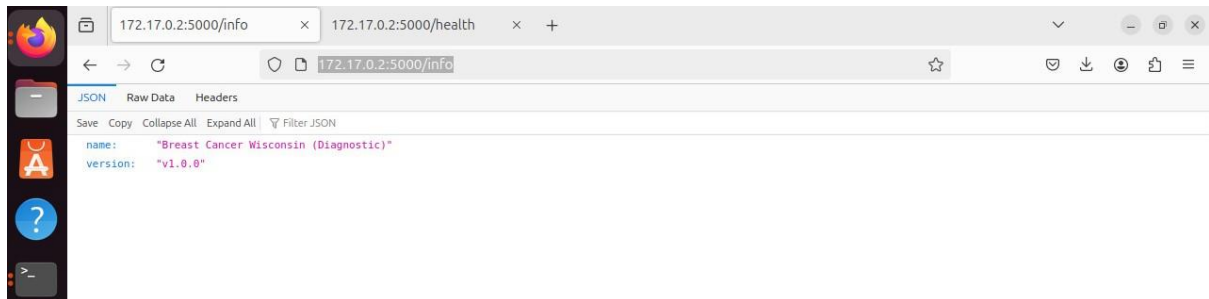 172.17.0.2:5000/info 172.17.0.2:5000/health
172.17.0.2:5000/info
JSON Raw Data Headers
Save Copy Collapse All Expand All Filter JSON
name: "Breast Cancer Wisconsin (Diagnostic)"
version: "v1.0.0"